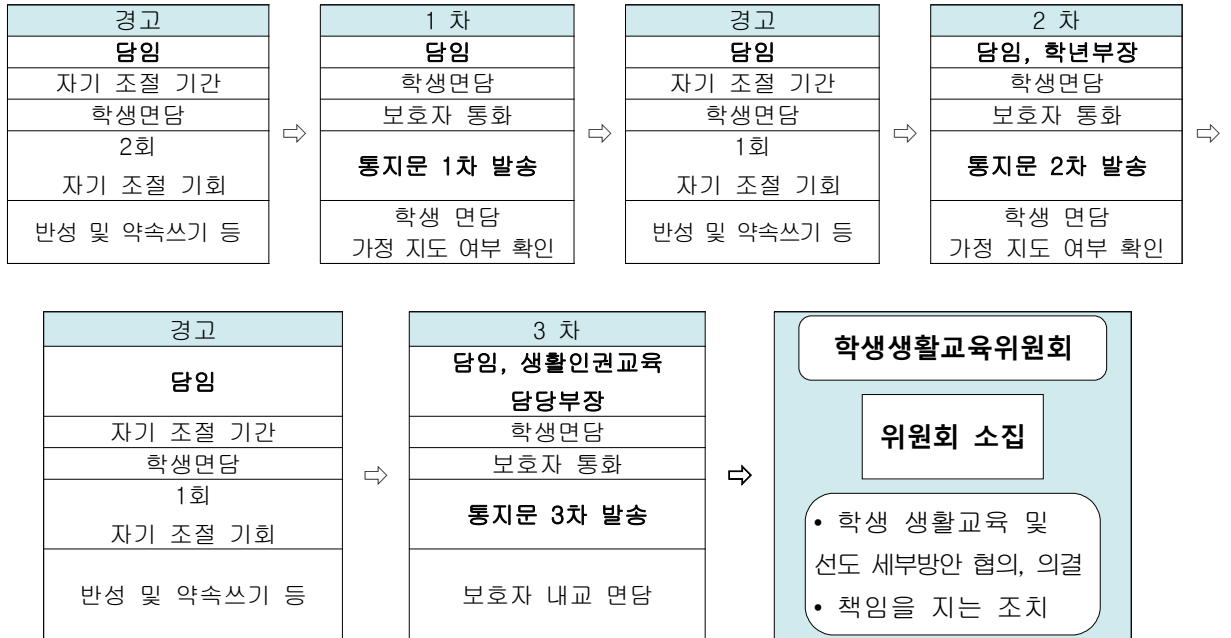 경고
담임
자기 조절 기간
학생면담
2회
자기 조절 기회
반성 및 약속쓰기 등
⇨
1 차
담임
학생면담
보호자 통화
통지문 1차 발송
학생 면담
가정 지도 여부 확인
⇨
경고
담임
자기 조절 기간
학생면담
1회
자기 조절 기회
반성 및 약속쓰기 등
⇨
2 차
담임, 학년부장
학생면담
보호자 통화
통지문 2차 발송
학생 면담
가정 지도 여부 확인
⇨
경고
담임
자기 조절 기간
학생면담
1회
자기 조절 기회
반성 및 약속쓰기 등
⇨
3 차
담임, 생활인권교육
담당부장
학생면담
보호자 통화
통지문 3차 발송
보호자 내교 면담
⇨
학생생활교육위원회
위원회 소집
• 학생 생활교육 및
선도 세부방안 협의, 의결
• 책임을 지는 조치